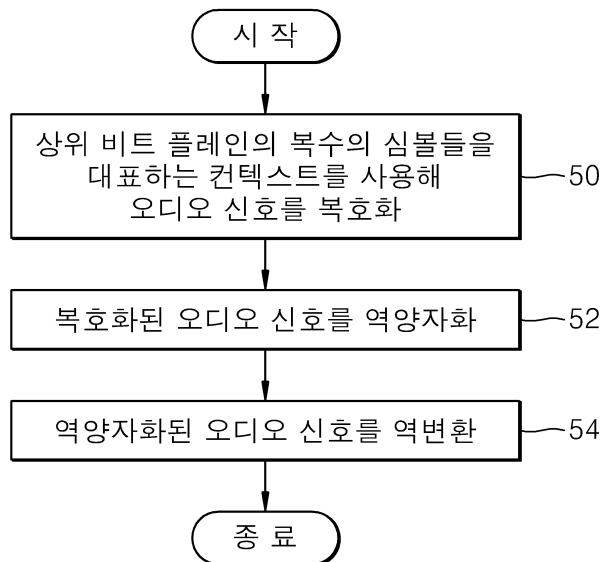 시 작
상위 비트 플레인의 복수의 심볼들을
대표하는 컨텍스트를 사용해
오디오 신호를 복호화
50
복호화된 오디오 신호를 역양자화
52
역양자화된 오디오 신호를 역변환
54
종 료